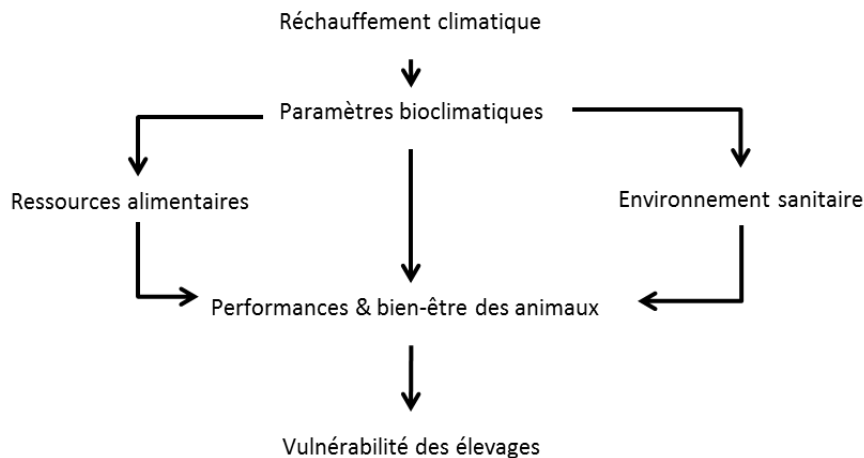 Réchauffement climatique
Paramètres bioclimatiques
Ressources alimentaires
Environnement sanitaire
Performances & bien-être des animaux
Vulnérabilité des élevages